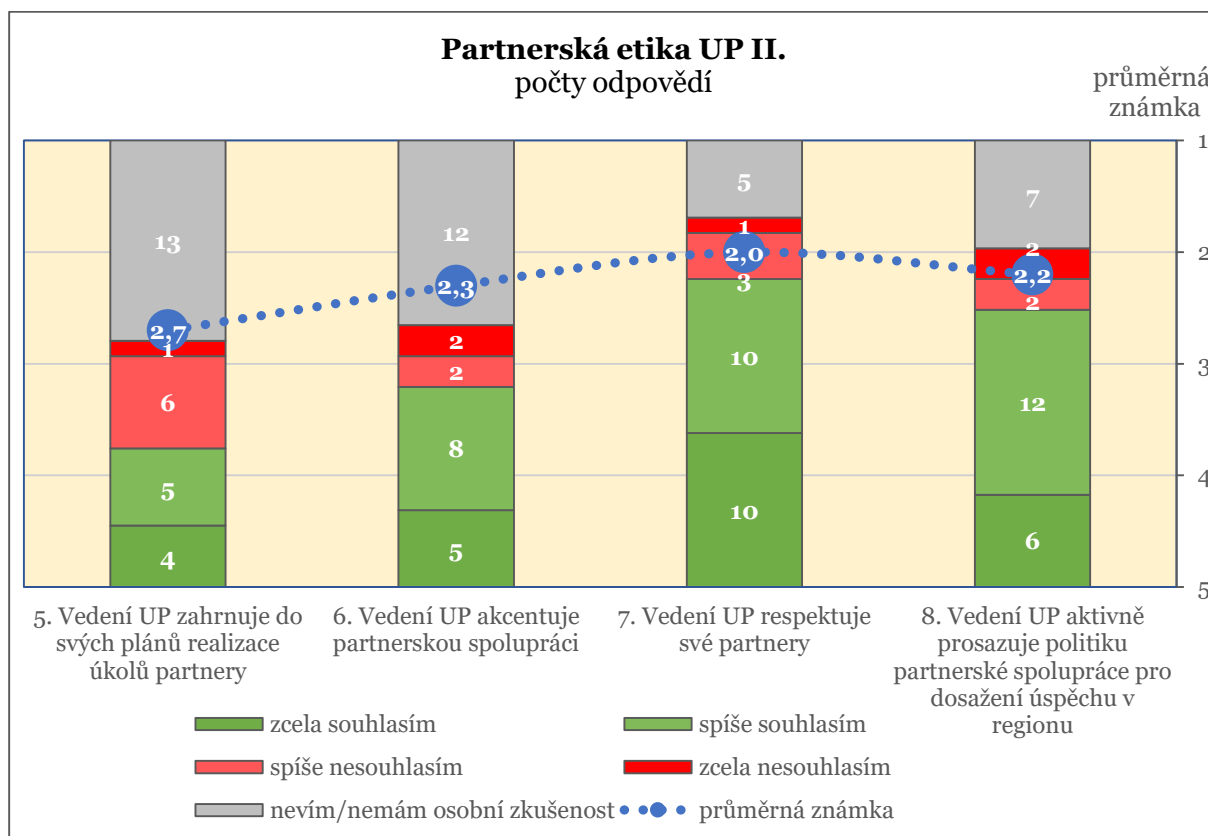 Partnerská etika UP II.
počty odpovědí
průměrná
známka
1
2
3
4
5
13
1
6
5
4
2,7
12
2
2
8
5
2,3
5
1
3
10
10
2,0
7
2
2
12
6
2,2
5. Vedení UP zahrnuje do
svých plánů realizace
úkolů partnery
6. Vedení UP akcentuje
partnerskou spolupráci
7. Vedení UP respektuje
své partnery
8. Vedení UP aktivně
prosazuje politiku
partnerské spolupráce pro
dosažení úspěchu v
regionu
zcela souhlasím
spíše souhlasím
spíše nesouhlasím
zcela nesouhlasím
nevím/nemám osobní zkušenost
průměrná známka